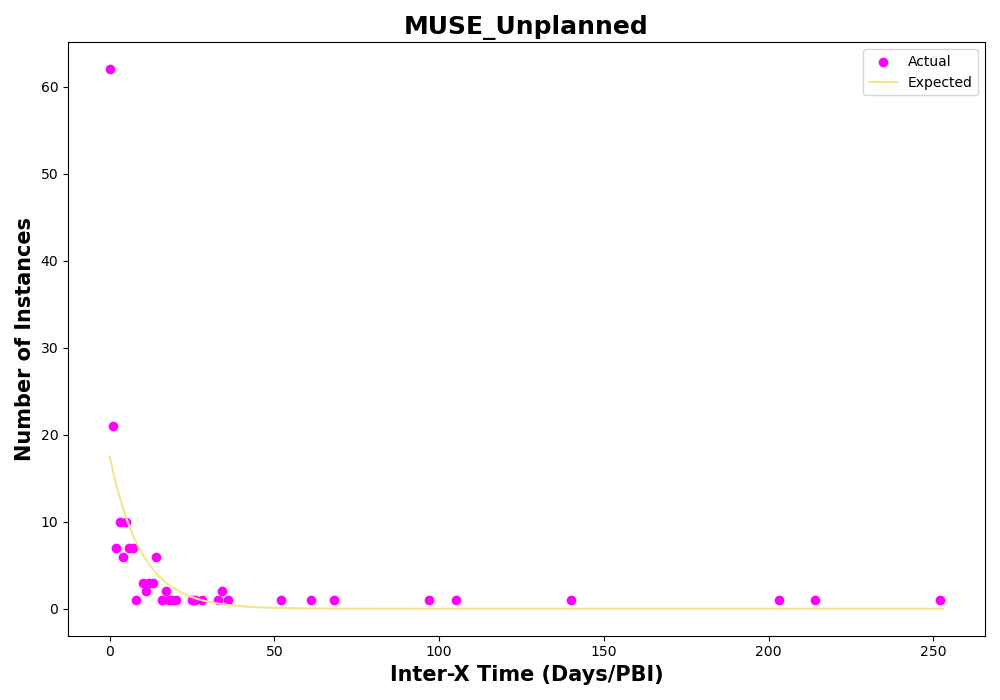 MUSE_Unplanned
Actual
Expected
Number of Instances
60
50
40
30
20
10
0
0 50 100 150 200 250
Inter-X Time (Days/PBI)